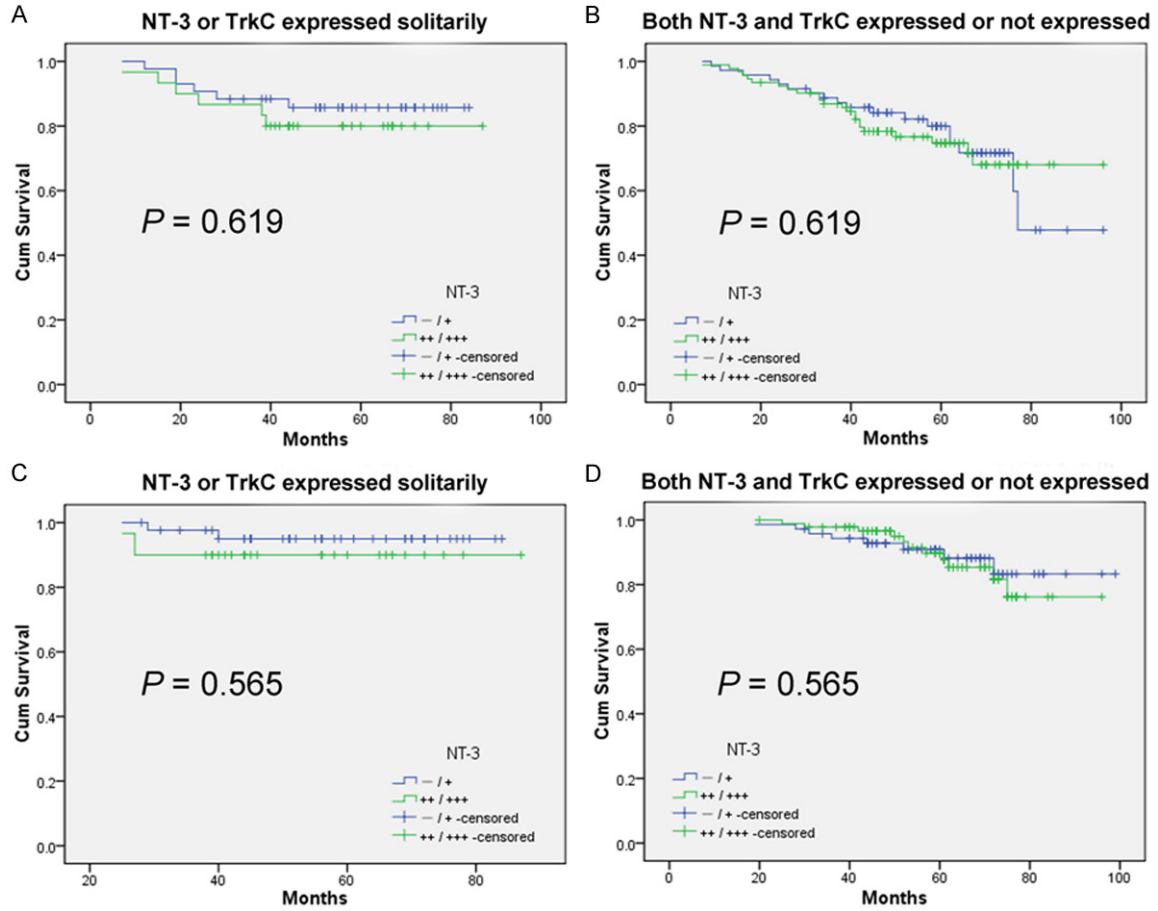 A
NT-3 or TrkC expressed solitarily
Cum Survival
1.0
0.8
0.6
0.4
0.2
0.0
P = 0.619
NT-3
— / +
++ / +++
— / + -censored
++ / +++ -censored
0 20 40 60 80 100
Months
B
Both NT-3 and TrkC expressed or not expressed
Cum Survival
1.0
0.8
0.6
0.4
0.2
0.0
P = 0.619
NT-3
— / +
++ / +++
— / + -censored
++ / +++ -censored
0 20 40 60 80 100
Months
C
NT-3 or TrkC expressed solitarily
Cum Survival
1.0
0.8
0.6
0.4
0.2
0.0
P = 0.565
NT-3
— / +
++ / +++
— / + -censored
++ / +++ -censored
20 40 60 80
Months
D
Both NT-3 and TrkC expressed or not expressed
Cum Survival
1.0
0.8
0.6
0.4
0.2
0.0
P = 0.565
NT-3
— / +
++ / +++
— / + -censored
++ / +++ -censored
0 20 40 60 80 100
Months